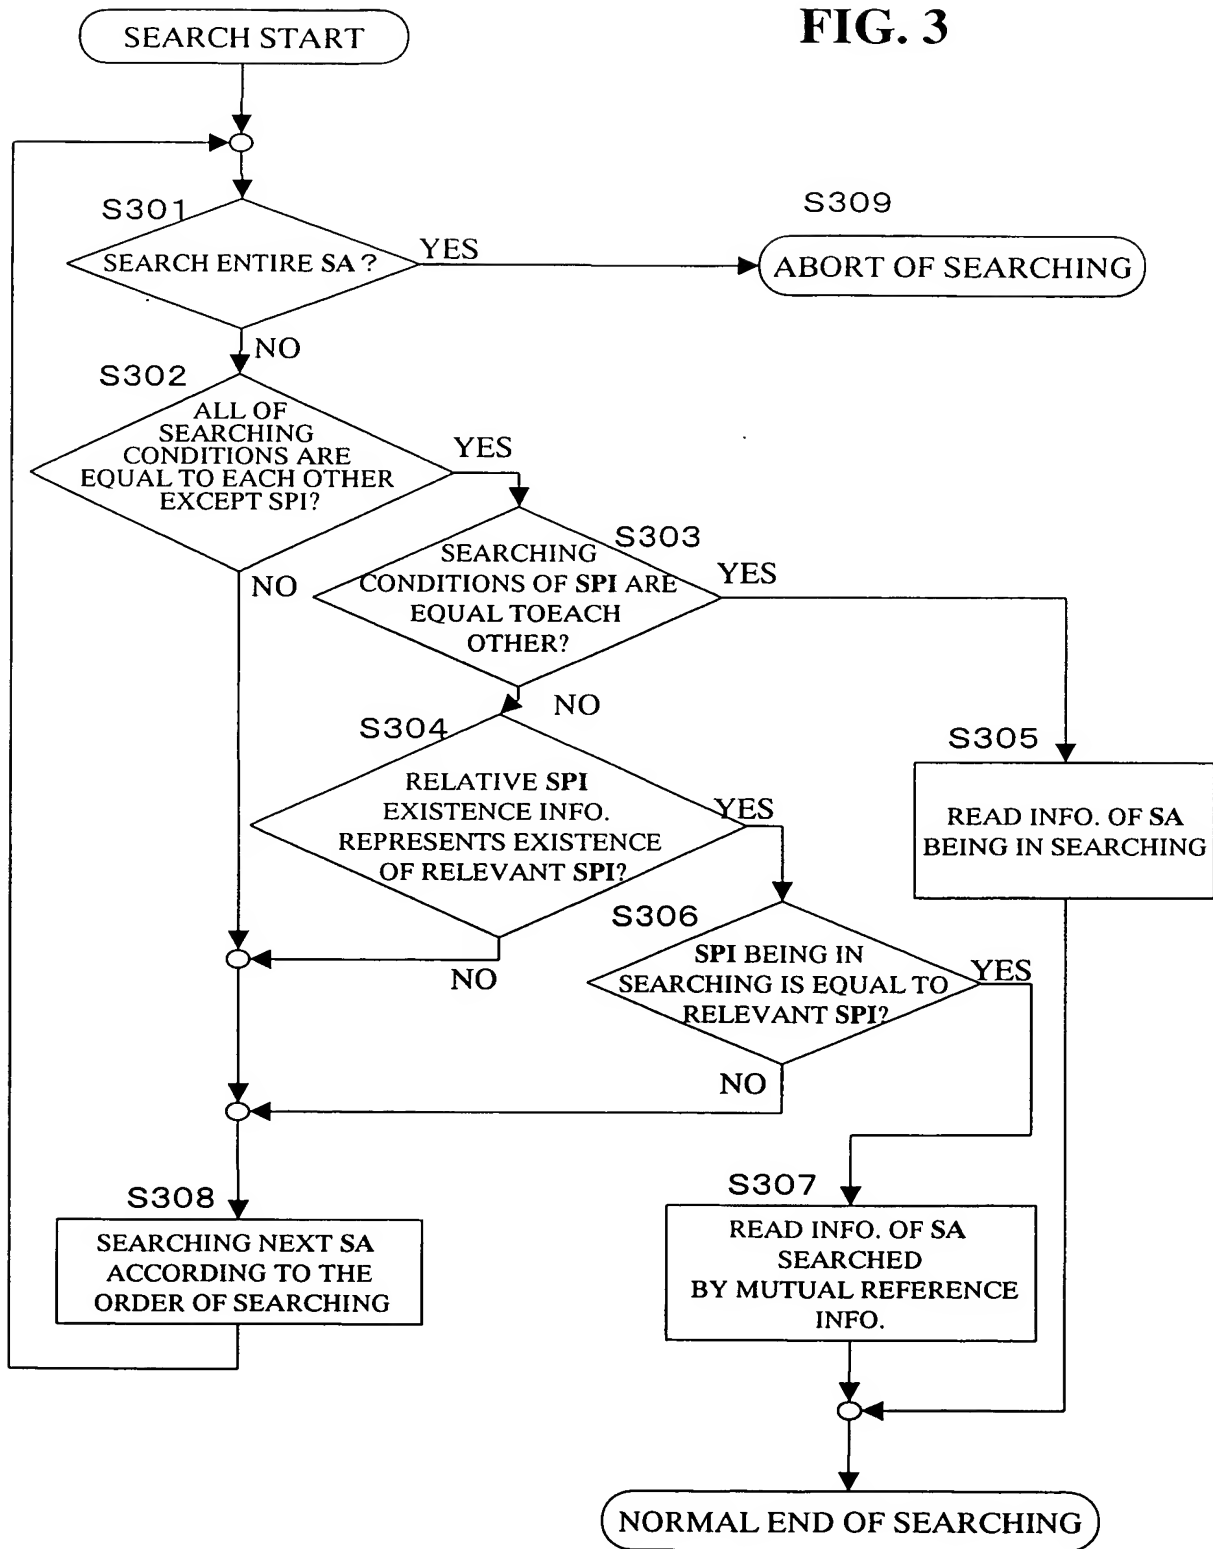 FIG. 3
SEARCH START
S301
SEARCH ENTIRE SA?
YES
S309
ABORT OF SEARCHING
NO
S302
ALL OF
SEARCHING
CONDITIONS ARE
EQUAL TO EACH OTHER
EXCEPT SPI?
YES
NO
S303
SEARCHING
CONDITIONS OF SPI ARE
EQUAL TOEACH
OTHER?
YES
NO
S304
RELATIVE SPI
EXISTENCE INFO.
REPRESENTS EXISTENCE
OF RELEVANT SPI?
YES
NO
S305
READ INFO. OF SA
BEING IN SEARCHING
S306
SPI BEING IN
SEARCHING IS EQUAL TO
RELEVANT SPI?
YES
NO
S308
SEARCHING NEXT SA
ACCORDING TO THE
ORDER OF SEARCHING
S307
READ INFO. OF SA
SEARCHED
BY MUTUAL REFERENCE
INFO.
NORMAL END OF SEARCHING